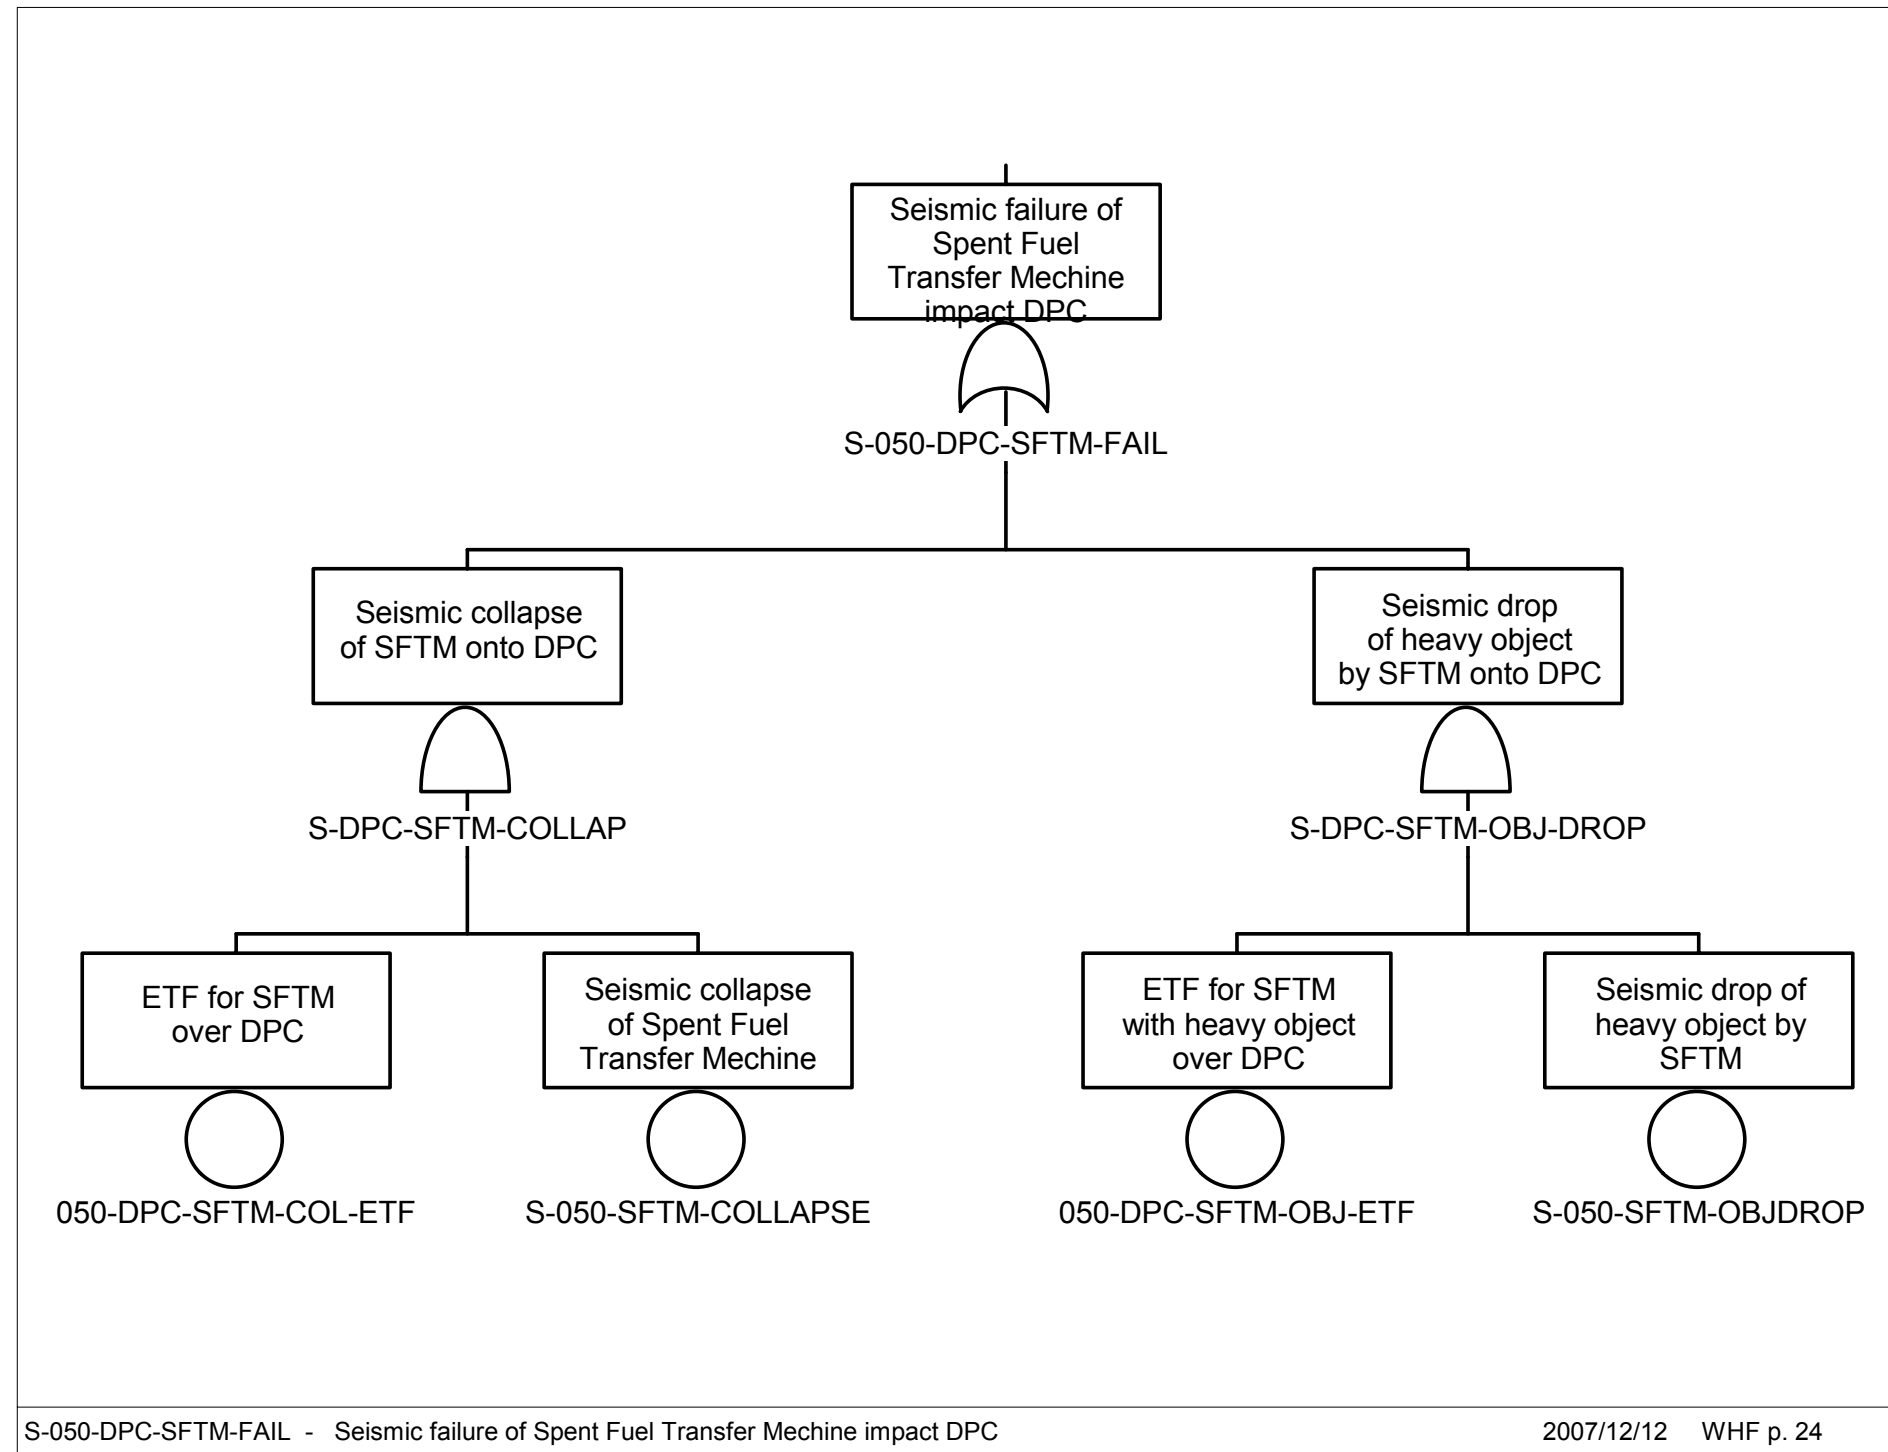 Seismic failure of
Spent Fuel
Transfer Mechine
impact DPC
S-050-DPC-SFTM-FAIL
Seismic collapse
of SFTM onto DPC
S-DPC-SFTM-COLLAP
Seismic drop
of heavy object
by SFTM onto DPC
S-DPC-SFTM-OBJ-DROP
ETF for SFTM
over DPC
050-DPC-SFTM-COL-ETF
Seismic collapse
of Spent Fuel
Transfer Mechine
S-050-SFTM-COLLAPSE
ETF for SFTM
with heavy object
over DPC
050-DPC-SFTM-OBJ-ETF
Seismic drop of
heavy object by
SFTM
S-050-SFTM-OBJDROP
S-050-DPC-SFTM-FAIL - Seismic failure of Spent Fuel Transfer Mechine impact DPC 2007/12/12 WHF p. 24